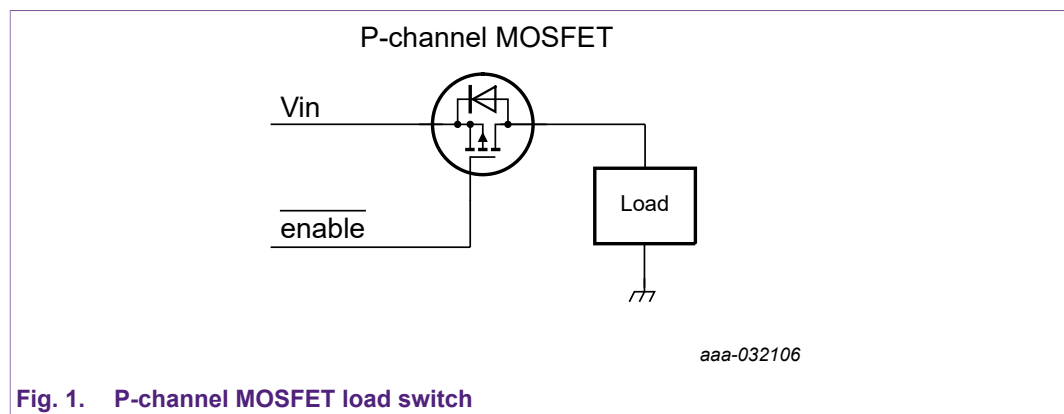 P-channel MOSFET
Vin
enable
Load
aaa-032106
Fig. 1. P-channel MOSFET load switch